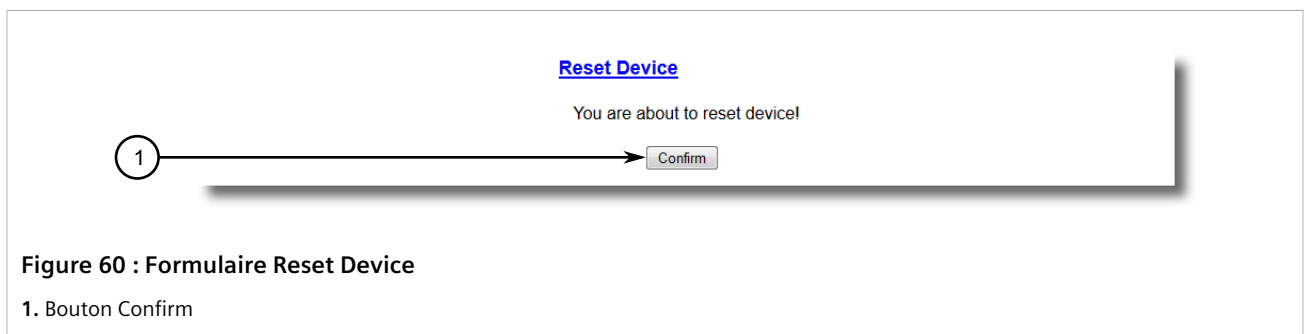 Reset Device
You are about to reset device!
1
Confirm
Figure 60 : Formulaire Reset Device
1. Bouton Confirm